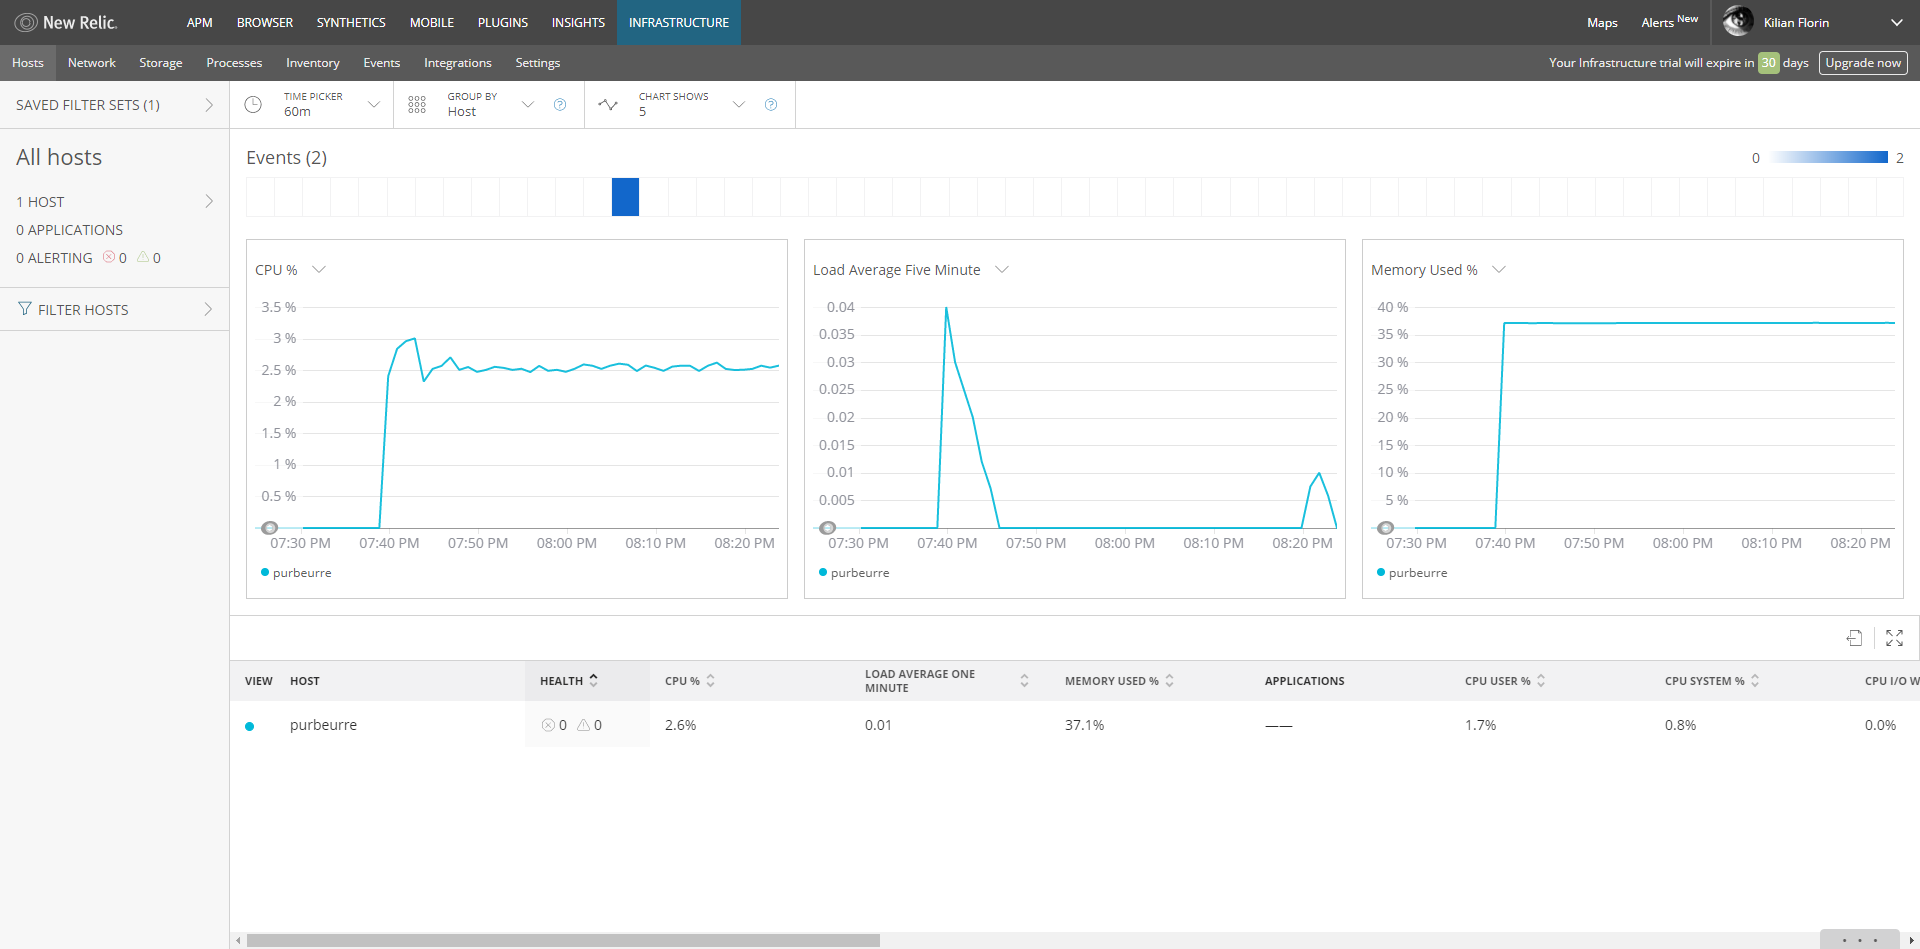 New Relic.
APM BROWSER SYNTHETICS MOBILE PLUGINS INSIGHTS INFRASTRUCTURE Maps Alerts New Kilian Florin
Hosts Network Storage Processes Inventory Events Integrations Settings Your Infrastructure trial will expire in 30 days Upgrade now
SAVED FILTER SETS (1)
TIME PICKER
60m
GROUP BY
Host
?
CHART SHOWS
5
?
All hosts
1 HOST
0 APPLICATIONS
0 ALERTING 0 0
FILTER HOSTS
Events (2)
0 2
CPU %
3.5 %
3 %
2.5 %
2 %
1.5 %
1 %
0.5 %
07:30 PM 07:40 PM 07:50 PM 08:00 PM 08:10 PM 08:20 PM
purbeurre
Load Average Five Minute
0.04
0.035
0.03
0.025
0.02
0.015
0.01
0.005
07:30 PM 07:40 PM 07:50 PM 08:00 PM 08:10 PM 08:20 PM
purbeurre
Memory Used %
40 %
35 %
30 %
25 %
20 %
15 %
10 %
5 %
07:30 PM 07:40 PM 07:50 PM 08:00 PM 08:10 PM 08:20 PM
purbeurre
VIEW HOST HEALTH CPU % LOAD AVERAGE ONE MINUTE MEMORY USED % APPLICATIONS CPU USER % CPU SYSTEM % CPU I/O W
purbeurre 0 0 2.6% 0.01 37.1% —— 1.7% 0.8% 0.0%